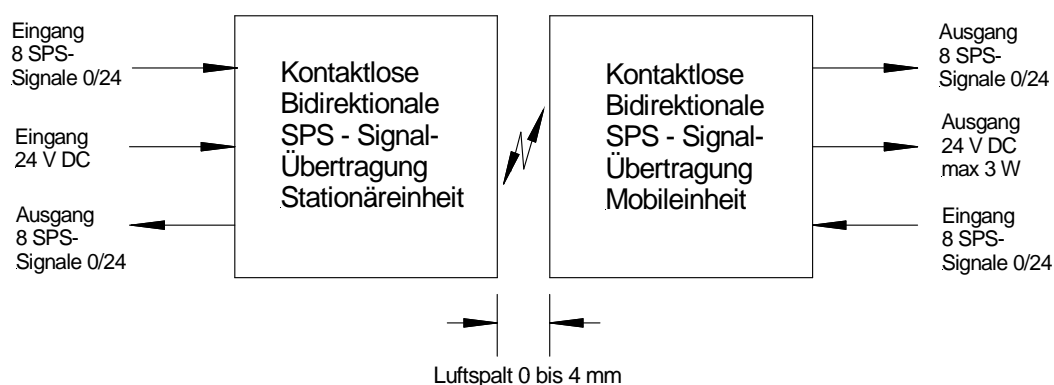 Eingang
8 SPS-
Signale 0/24
Eingang
24 V DC
Ausgang
8 SPS-
Signale 0/24
Kontaktlose
Bidirektionale
SPS - Signal-
Übertragung
Stationäreinheit
Kontaktlose
Bidirektionale
SPS - Signal-
Übertragung
Mobileinheit
Ausgang
8 SPS-
Signale 0/24
Ausgang
24 V DC
max 3 W
Eingang
8 SPS-
Signale 0/24
Luftspalt 0 bis 4 mm